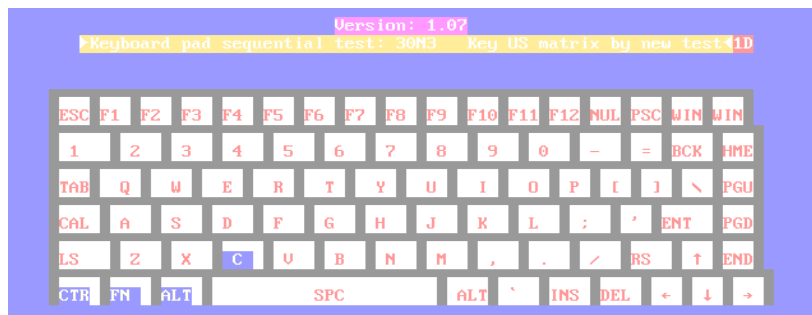 Version: 1.07
►Keyboard pad sequential test: 30N3 Key US matrix by new test◄1D
ESC F1 F2 F3 F4 F5 F6 F7 F8 F9 F10 F11 F12 NUL PSC WIN WIN
1 2 3 4 5 6 7 8 9 0 - = BCK HME
TAB Q W E R T Y U I O P [ ] \ PGU
CAL A S D F G H J K L ; ' ENT PGD
LS Z X C V B N M , . / RS ↑ END
CTR FN ALT SPC ALT ` INS DEL ← ↓ →